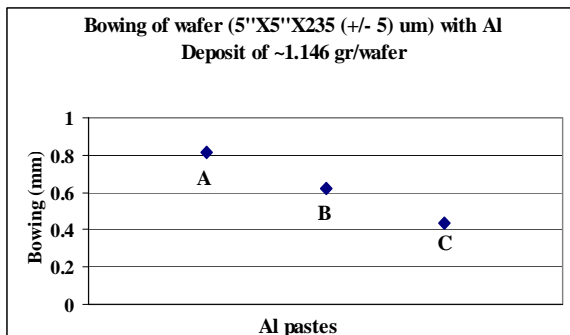 Bowing of wafer (5"X5"X235 (+/- 5) um) with Al
Deposit of ~1.146 gr/wafer
Bowing (mm)
1
0.8
0.6
0.4
0.2
0
A
B
C
Al pastes